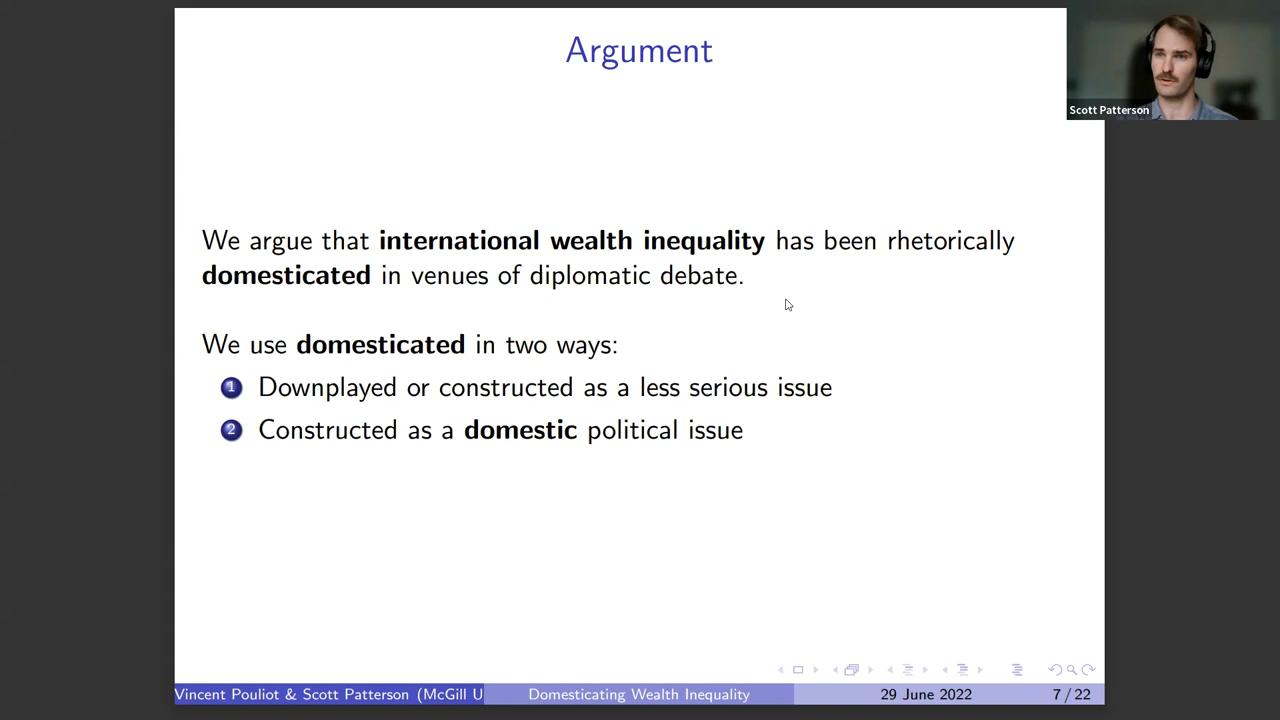 Argument
Scott Patterson
We argue that international wealth inequality has been rhetorically
domesticated in venues of diplomatic debate.
We use domesticated in two ways:
1 Downplayed or constructed as a less serious issue
2 Constructed as a domestic political issue
Vincent Pouliot & Scott Patterson (McGill U
Domesticating Wealth Inequality
29 June 2022
7 / 22